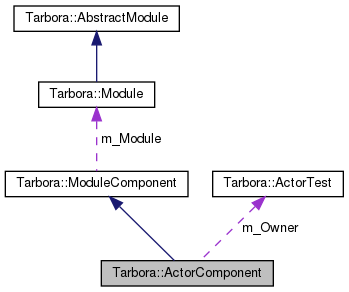 Tarbora::AbstractModule
Tarbora::Module
m_Module
Tarbora::ModuleComponent
Tarbora::ActorTest
m_Owner
Tarbora::ActorComponent